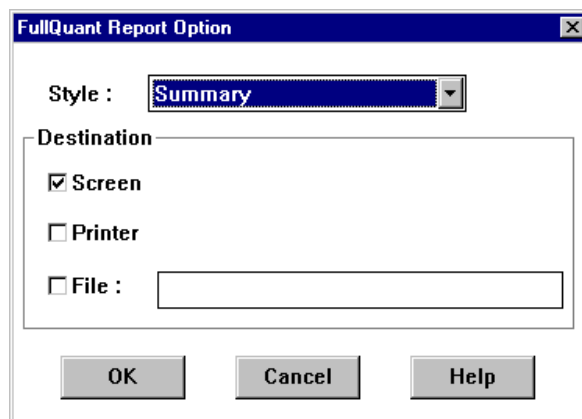 FullQuant Report Option
Style : Summary
Destination
Screen
Printer
File :
OK Cancel Help